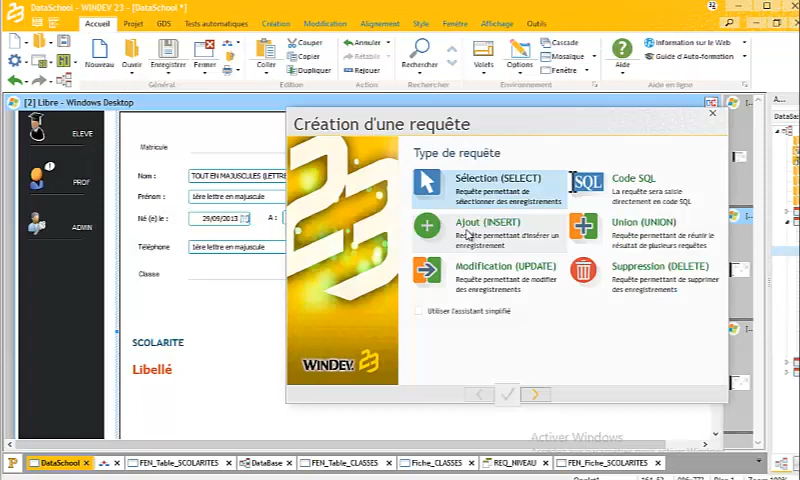 DataSchool - WINDEV 23 - [DataSchool *]
Accueil Projet GDS Tests automatiques Création Modification Alignement Style Fenêtre Affichage Outils
Nouveau Ouvrir Enregistrer Fermer
Coller
Couper
Copier
Dupliquer
Annuler
Rétablir
Rejouer
Rechercher
Volets
Options
Cascade
Mosaïque
Fenêtre
Aide
Information sur le Web
Guide d'Auto-formation
Général Edition Approcher Rechercher ENVIRONNEMENT Aide en ligne
[2] Libre - Windows Desktop
ELEVE
PROF
ADMIN
Matricule
Nom :
TOUT EN MAJUSCULES (LETTRE
Prénom :
1ère lettre en majuscule
Né(e) le :
29/09/2013
A :
Téléphone
1ère lettre en majuscule
Classe
SCOLARITE
Libellé
Création d'une requête
Type de requête
Sélection (SELECT)
Requête permettant de
sélectionner des enregistrements
SQL
Code SQL
La requête sera saisie
directement en code SQL
Ajout (INSERT)
Requête permettant d'insérer un
enregistrement
Union (UNION)
Requête permettant de réunir le
résultat de plusieurs requêtes
Modification (UPDATE)
Requête permettant de modifier
des enregistrements
Suppression (DELETE)
Requête permettant de supprimer
des enregistrements
Utiliser l'assistant simplifié
WINDEV 23
Activer Windows
DataSchool FEN_Table_SCOLARITES DataBase FEN_Table_CLASSES Fiche_CLASSES REQ_NIVEAU FEN_Fiche_SCOLARITES